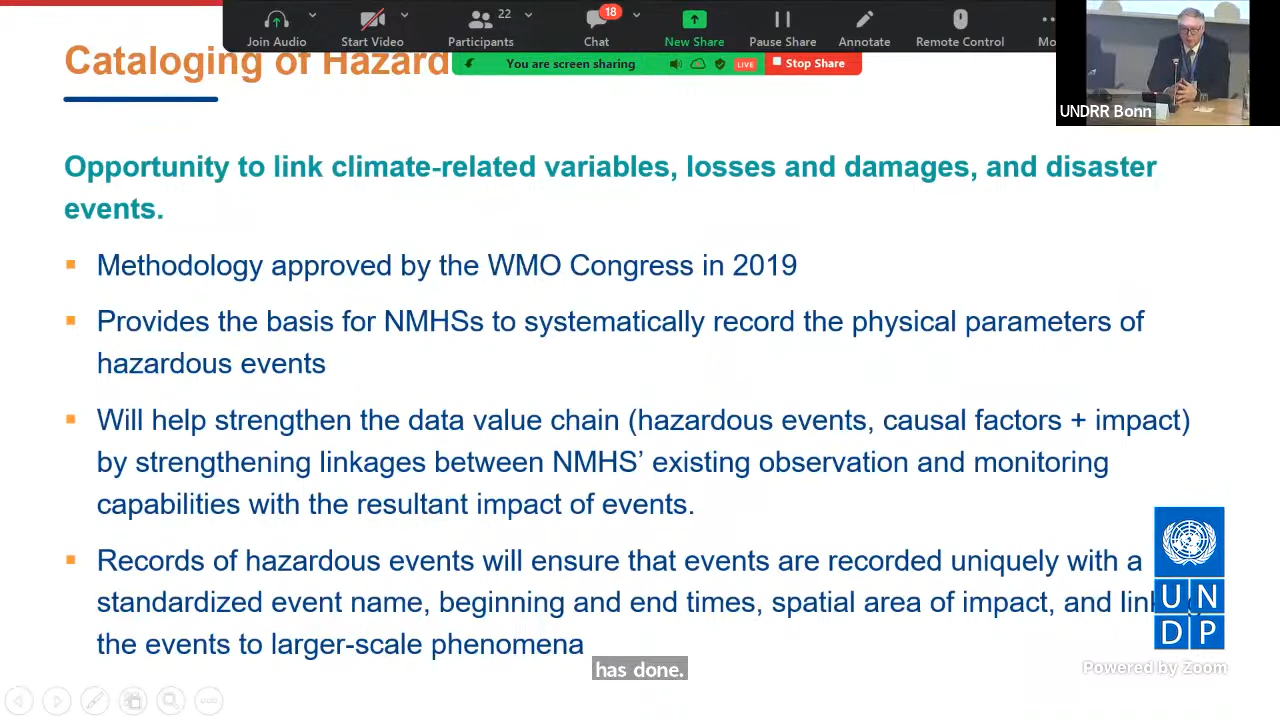 22
18
Join Audio
Start Video
Participants
Chat
New Share
Pause Share
Annotate
Remote Control
Mo
Cataloging of Hazard
You are screen sharing
LIVE
Stop Share
UNDRR Bonn
Opportunity to link climate-related variables, losses and damages, and disaster
events.
Methodology approved by the WMO Congress in 2019
Provides the basis for NMHSs to systematically record the physical parameters of
hazardous events
Will help strengthen the data value chain (hazardous events, causal factors + impact)
by strengthening linkages between NMHS’ existing observation and monitoring
capabilities with the resultant impact of events.
Records of hazardous events will ensure that events are recorded uniquely with a
standardized event name, beginning and end times, spatial area of impact, and
the events to larger-scale phenomena
U N
D P
has done.
Powered by Zoom